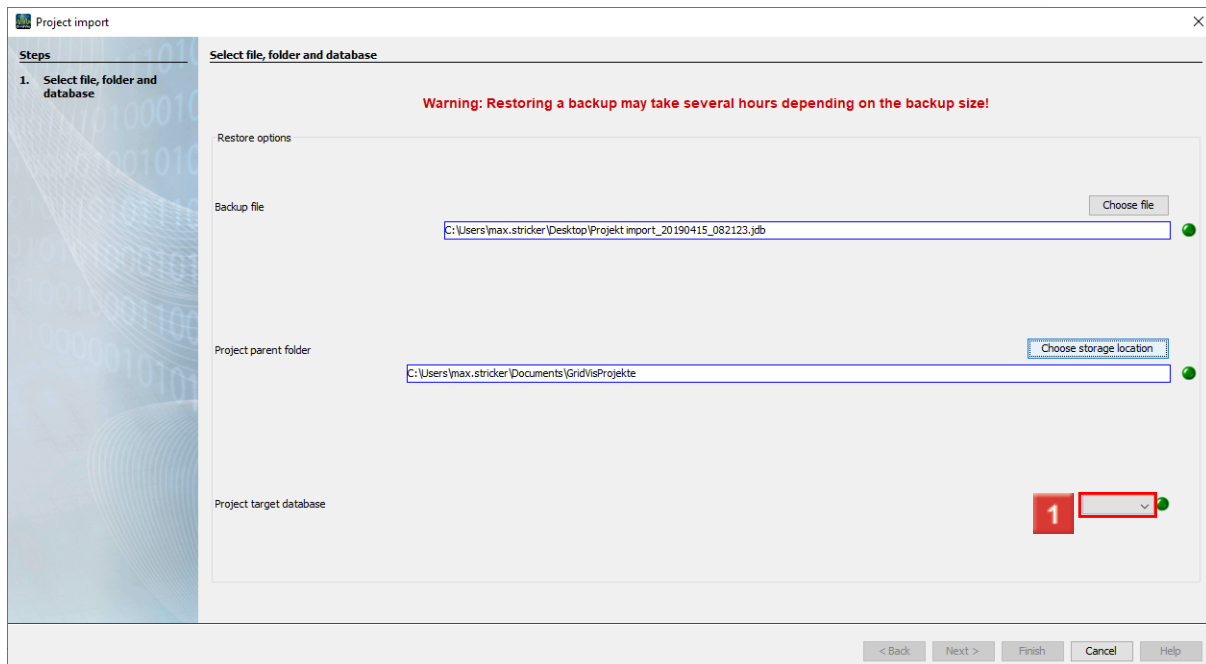 Project import
Steps
1. Select file, folder and
database
Select file, folder and database
Warning: Restoring a backup may take several hours depending on the backup size!
Restore options
Backup file
Choose file
C:\Users\max.stricker\Desktop\Projekt import_20190415_082123.jdb
Project parent folder
Choose storage location
C:\Users\max.stricker\Documents\GridVisProjekte
Project target database
1
< Back
Next >
Finish
Cancel
Help